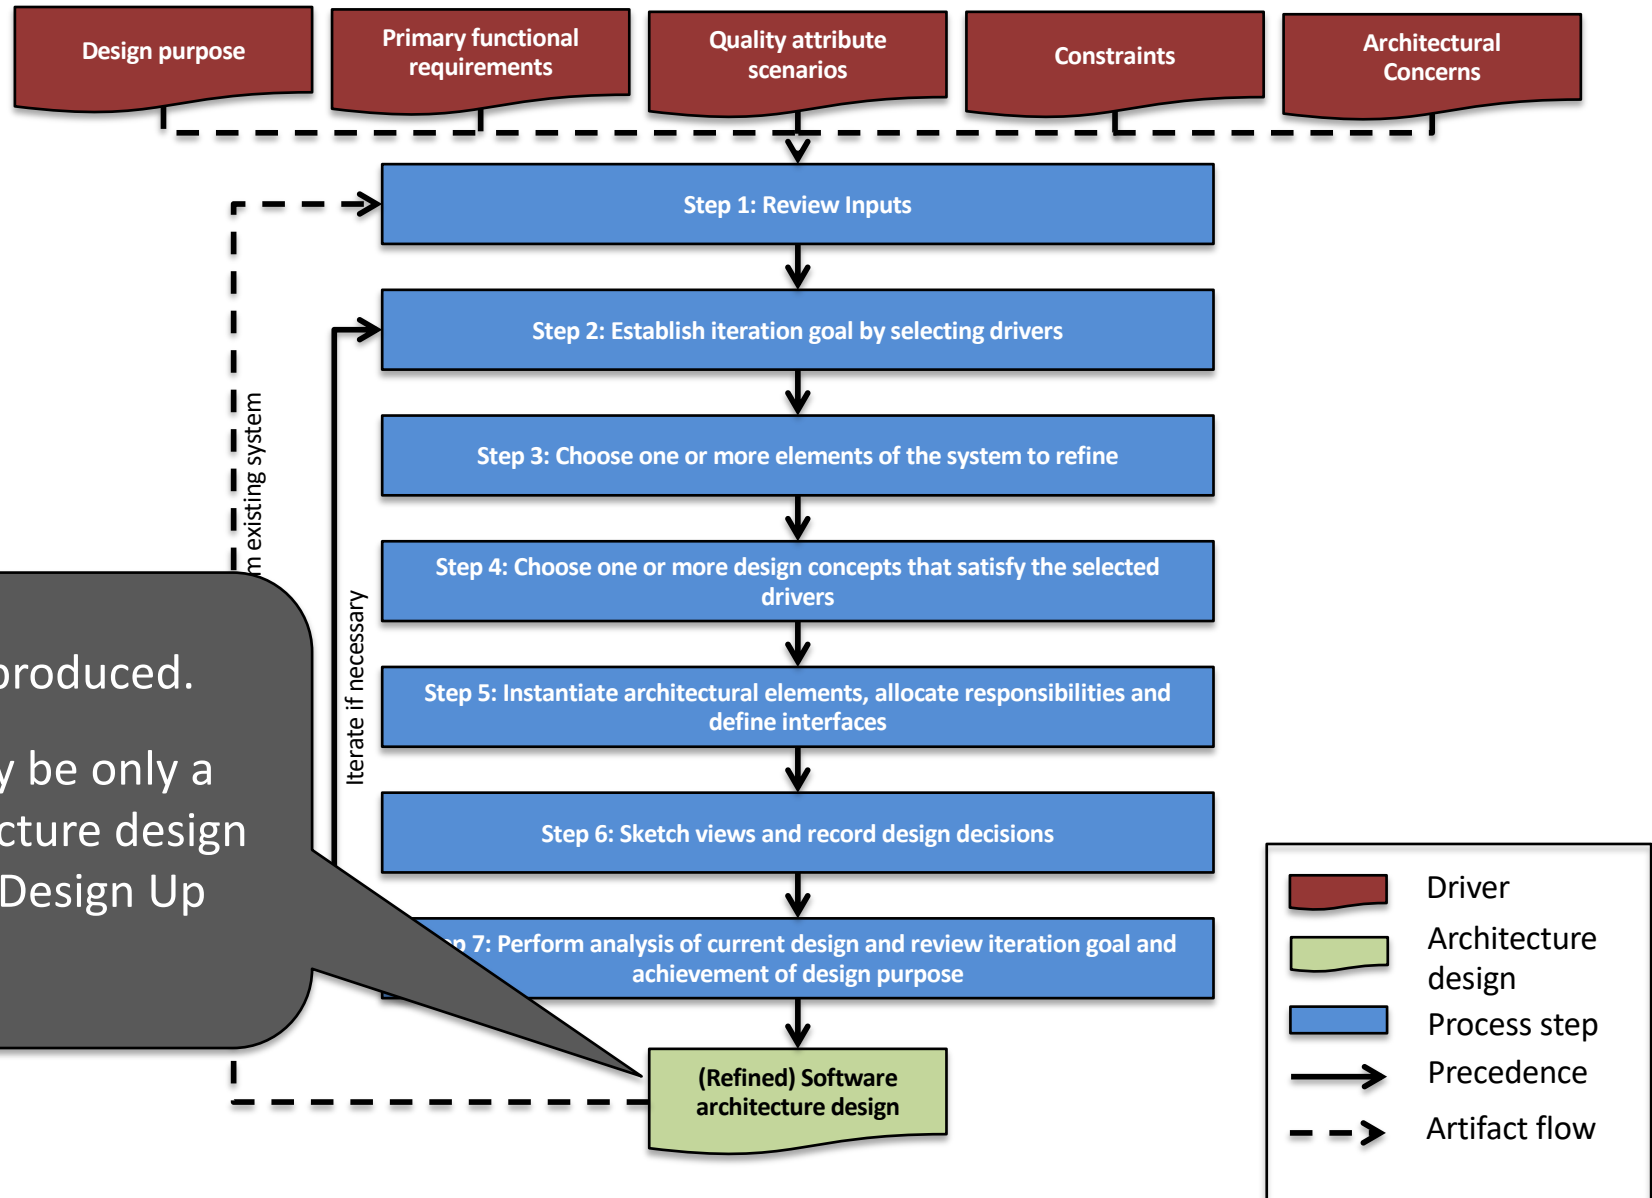 Design purpose
Primary functional
requirements
Quality attribute
scenarios
Constraints
Architectural
Concerns
Step 1: Review Inputs
Step 2: Establish iteration goal by selecting drivers
Step 3: Choose one or more elements of the system to refine
Step 4: Choose one or more design concepts that satisfy the selected
drivers
Step 5: Instantiate architectural elements, allocate responsibilities and
define interfaces
Step 6: Sketch views and record design decisions
7: Perform analysis of current design and review iteration goal and
achievement of design purpose
(Refined) Software
architecture design
existing system
Iterate if necessary
produced.
be only a
cture design
Design Up
Driver
Architecture
design
Process step
Precedence
Artifact flow